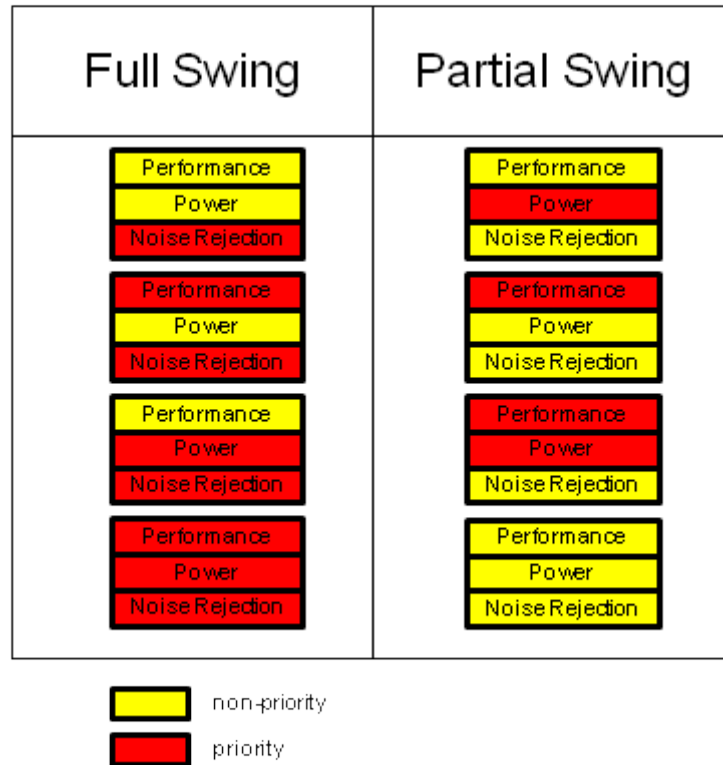 Full Swing
Partial Swing
Performance
Power
Noise Rejection
Performance
Power
Noise Rejection
Performance
Power
Noise Rejection
Performance
Power
Noise Rejection
Performance
Power
Noise Rejection
Performance
Power
Noise Rejection
Performance
Power
Noise Rejection
Performance
Power
Noise Rejection
non-priority
priority